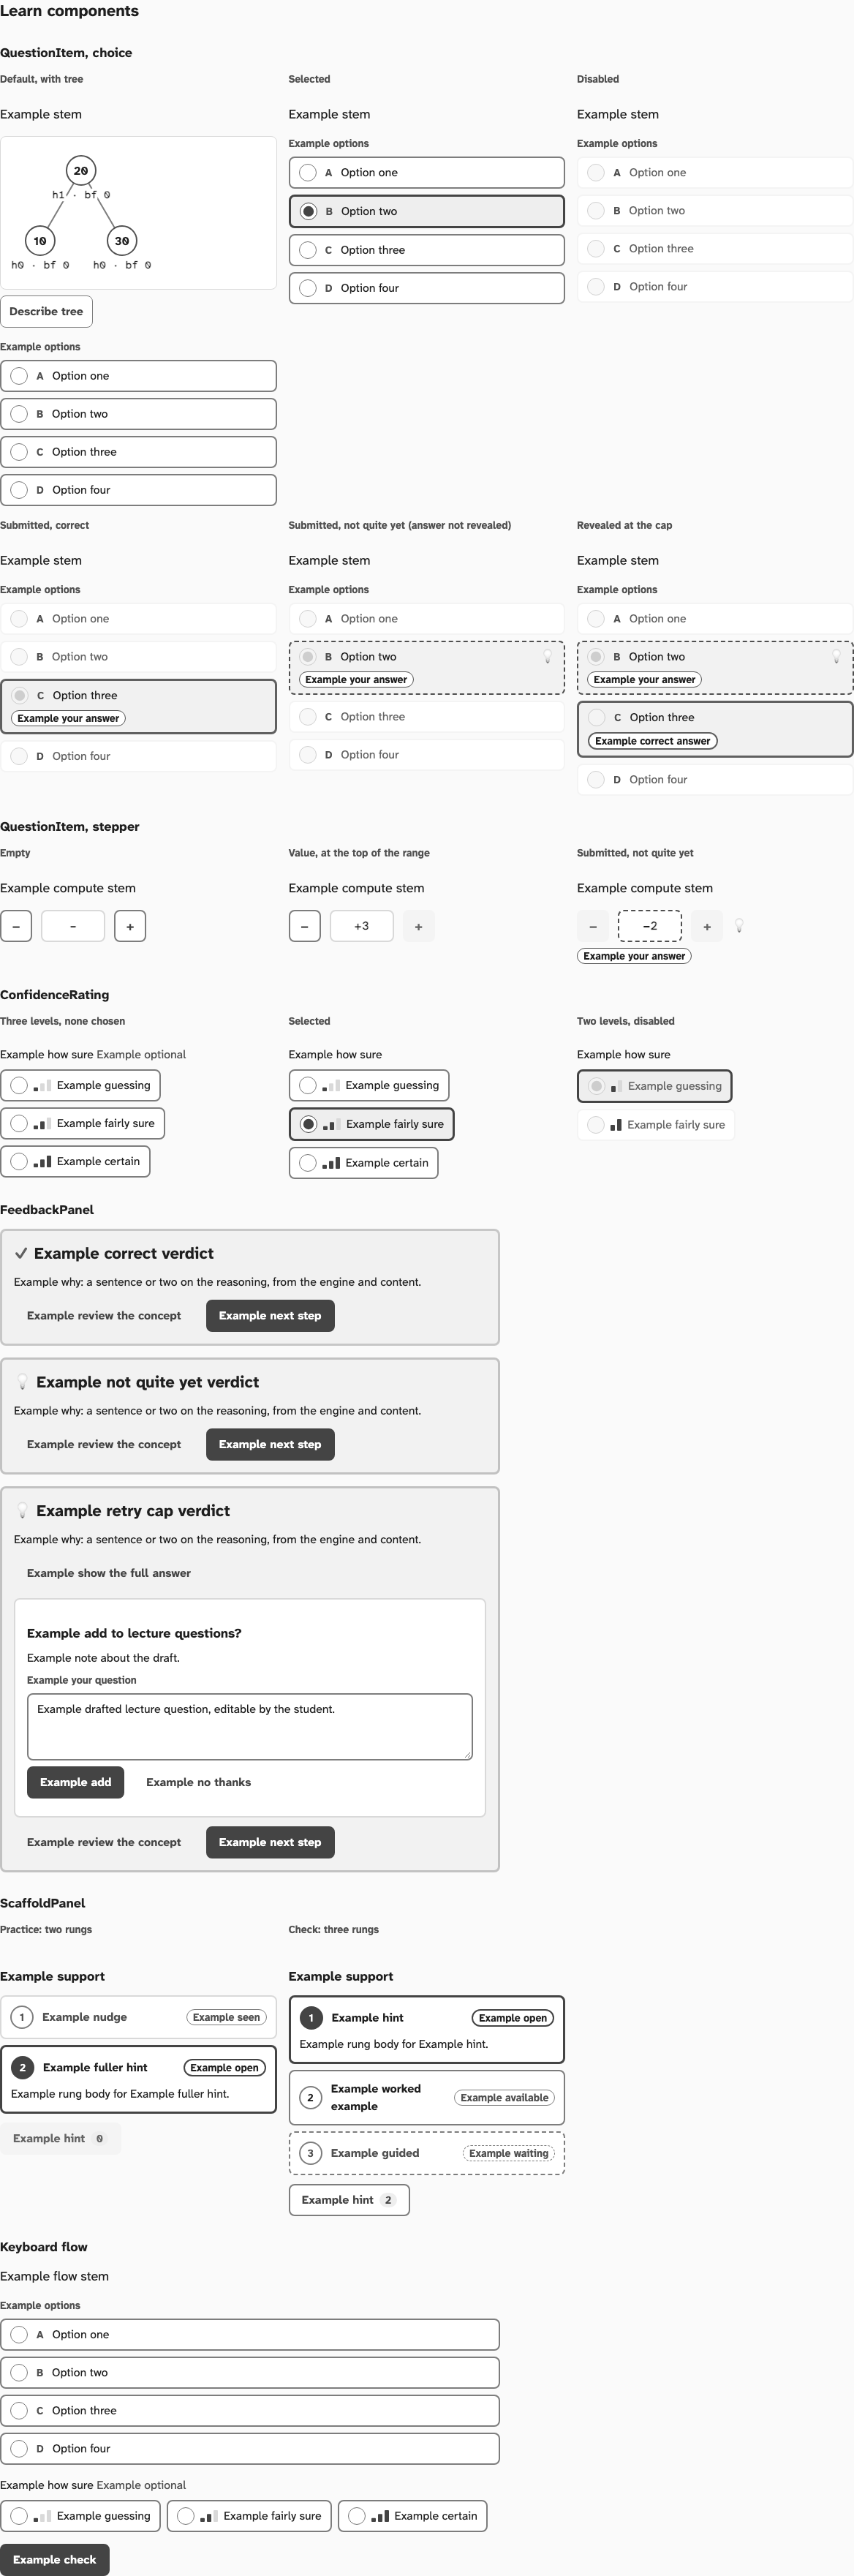 Learn components
QuestionItem, choice
Default, with tree
Example stem
20
h1 · bf 0
10
30
h0 · bf 0
h0 · bf 0
Describe tree
Example options
A Option one
B Option two
C Option three
D Option four
Selected
Example stem
Example options
A Option one
B Option two
C Option three
D Option four
Disabled
Example stem
Example options
A Option one
B Option two
C Option three
D Option four
Submitted, correct
Example stem
Example options
A Option one
B Option two
C Option three
Example your answer
D Option four
Submitted, not quite yet (answer not revealed)
Example stem
Example options
A Option one
B Option two
Example your answer
C Option three
D Option four
Revealed at the cap
Example stem
Example options
A Option one
B Option two
Example your answer
C Option three
Example correct answer
D Option four
QuestionItem, stepper
Empty
Example compute stem
− - +
Value, at the top of the range
Example compute stem
− +3 +
Submitted, not quite yet
Example compute stem
− −2 +
Example your answer
ConfidenceRating
Three levels, none chosen
Example how sure Example optional
Example guessing
Example fairly sure
Example certain
Selected
Example how sure
Example guessing
Example fairly sure
Example certain
Two levels, disabled
Example how sure
Example guessing
Example fairly sure
FeedbackPanel
Example correct verdict
Example why: a sentence or two on the reasoning, from the engine and content.
Example review the concept Example next step
Example not quite yet verdict
Example why: a sentence or two on the reasoning, from the engine and content.
Example review the concept Example next step
Example retry cap verdict
Example why: a sentence or two on the reasoning, from the engine and content.
Example show the full answer
Example add to lecture questions?
Example note about the draft.
Example your question
Example drafted lecture question, editable by the student.
Example add Example no thanks
Example review the concept Example next step
ScaffoldPanel
Practice: two rungs
Example support
1 Example nudge Example seen
2 Example fuller hint Example open
Example rung body for Example fuller hint.
Example hint 0
Check: three rungs
Example support
1 Example hint Example open
Example rung body for Example hint.
2 Example worked example Example available
3 Example guided Example waiting
Example hint 2
Keyboard flow
Example flow stem
Example options
A Option one
B Option two
C Option three
D Option four
Example how sure Example optional
Example guessing Example fairly sure Example certain
Example check